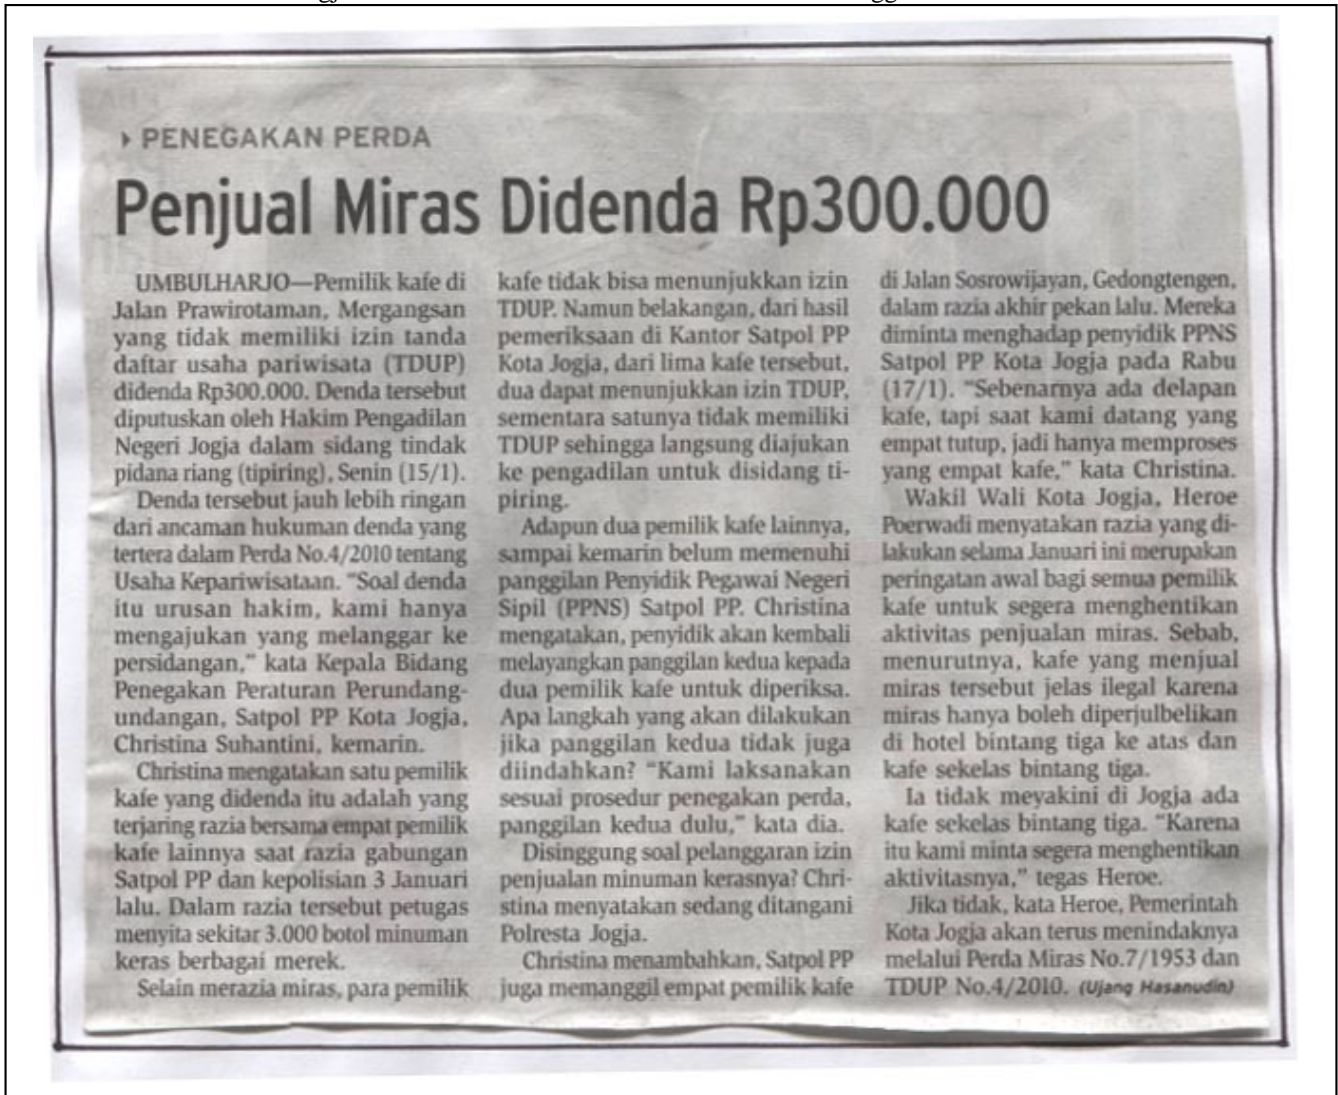 PENEGAKAN PERDA
Penjual Miras Didenda Rp300.000
UMBULHARJO—Pemilik kafe di
Jalan Prawirotaman, Mergangsan
yang tidak memiliki izin tanda
daftar usaha pariwisata (TDUP)
didenda Rp300.000. Denda tersebut
diputuskan oleh Hakim Pengadilan
Negeri Jogja dalam sidang tindak
pidana riang (tipiring), Senin (15/1).
Denda tersebut jauh lebih ringan
dari ancaman hukuman denda yang
tertera dalam Perda No.4/2010 tentang
Usaha Kepariwisataan. "Soal denda
itu urusan hakim, kami hanya
mengajukan yang melanggar ke
persidangan," kata Kepala Bidang
Penegakan Peraturan Perundang-
undangan, Satpol PP Kota Jogja,
Christina Suhantini, kemarin.
Christina mengatakan satu pemilik
kafe yang didenda itu adalah yang
terjaring razia bersama empat pemilik
kafe lainnya saat razia gabungan
Satpol PP dan kepolisian 3 Januari
lalu. Dalam razia tersebut petugas
menyita sekitar 3.000 botol minuman
keras berbagai merek.
Selain merazia miras, para pemilik
kafe tidak bisa menunjukkan izin
TDUP. Namun belakangan, dari hasil
pemeriksaan di Kantor Satpol PP
Kota Jogja, dari lima kafe tersebut,
dua dapat menunjukkan izin TDUP,
sementara satunya tidak memiliki
TDUP sehingga langsung diajukan
ke pengadilan untuk disidang ti-
piring.
Adapun dua pemilik kafe lainnya,
sampai kemarin belum memenuhi
panggilan Penyidik Pegawai Negeri
Sipil (PPNS) Satpol PP. Christina
mengatakan, penyidik akan kembali
melayangkan panggilan kedua kepada
dua pemilik kafe untuk diperiksa.
Apa langkah yang akan dilakukan
jika panggilan kedua tidak juga
diindahkan? "Kami laksanakan
sesuai prosedur penegakan perda,
panggilan kedua dulu," kata dia.
Disinggung soal pelanggaran izin
penjualan minuman kerasnya? Chri-
stina menyatakan sedang ditangani
Polresta Jogja.
Christina menambahkan, Satpol PP
juga memanggil empat pemilik kafe
di Jalan Sosrowijayan, Gedongtengen,
dalam razia akhir pekan lalu. Mereka
diminta menghadap penyidik PPNS
Satpol PP Kota Jogja pada Rabu
(17/1). "Sebenarnya ada delapan
kafe, tapi saat kami datang yang
empat tutup, jadi hanya memproses
yang empat kafe," kata Christina.
Wakil Wali Kota Jogja, Heroe
Poerwadi menyatakan razia yang di-
lakukan selama Januari ini merupakan
peringatan awal bagi semua pemilik
kafe untuk segera menghentikan
aktivitas penjualan miras. Sebab,
menurutnya, kafe yang menjual
miras tersebut jelas ilegal karena
miras hanya boleh diperjulbelikan
di hotel bintang tiga ke atas dan
kafe sekelas bintang tiga.
Ia tidak meyakini di Jogja ada
kafe sekelas bintang tiga. "Karena
itu kami minta segera menghentikan
aktivitasnya," tegas Heroe.
Jika tidak, kata Heroe, Pemerintah
Kota Jogja akan terus menindaknya
melalui Perda Miras No.7/1953 dan
TDUP No.4/2010. (Ujang Hasanudin)